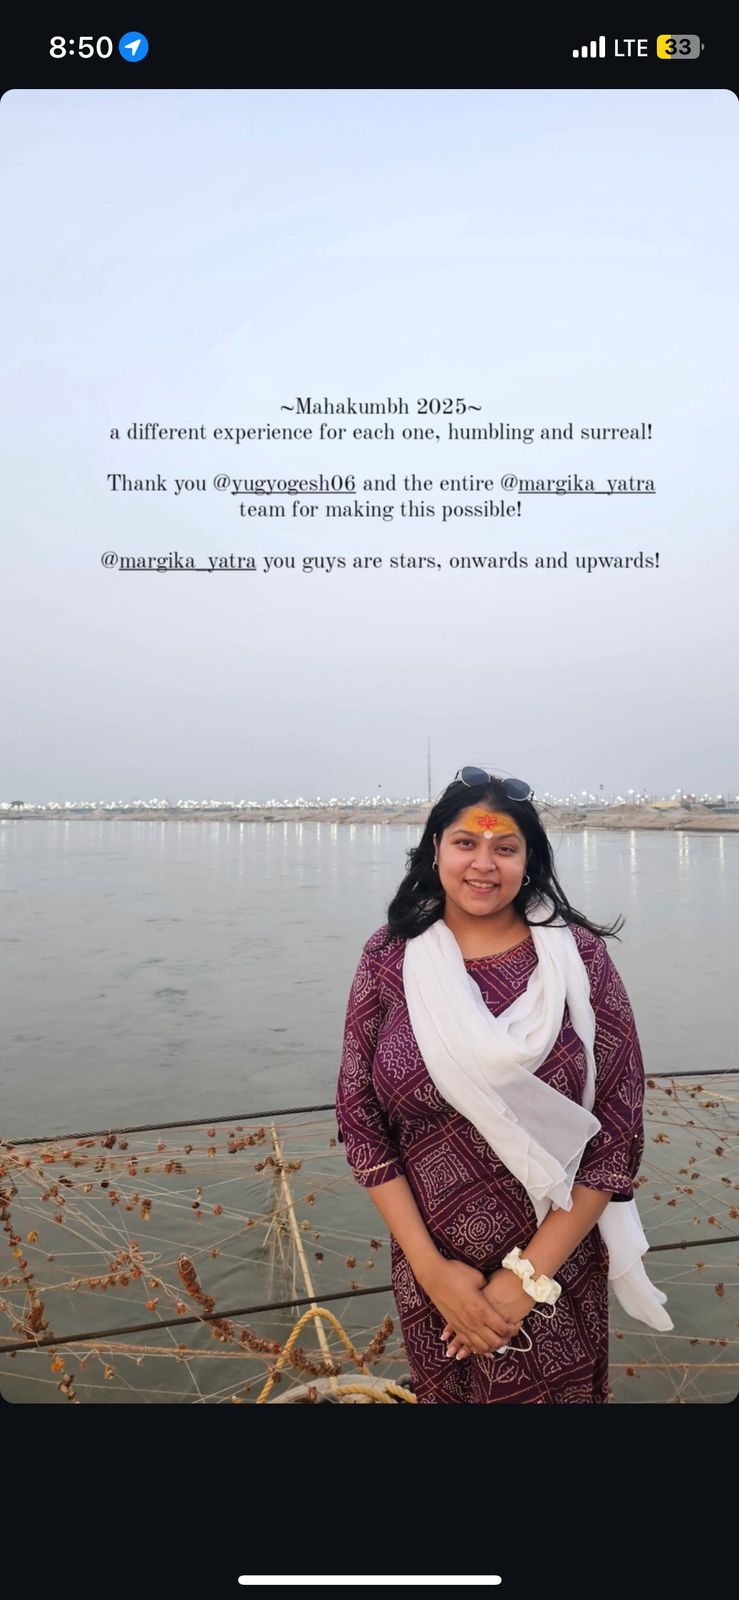 8:50
LTE
33
~Mahakumbh 2025~
a different experience for each one, humbling and surreal!
Thank you @yugyogesh06 and the entire @margika_yatra
team for making this possible!
@margika_yatra you guys are stars, onwards and upwards!